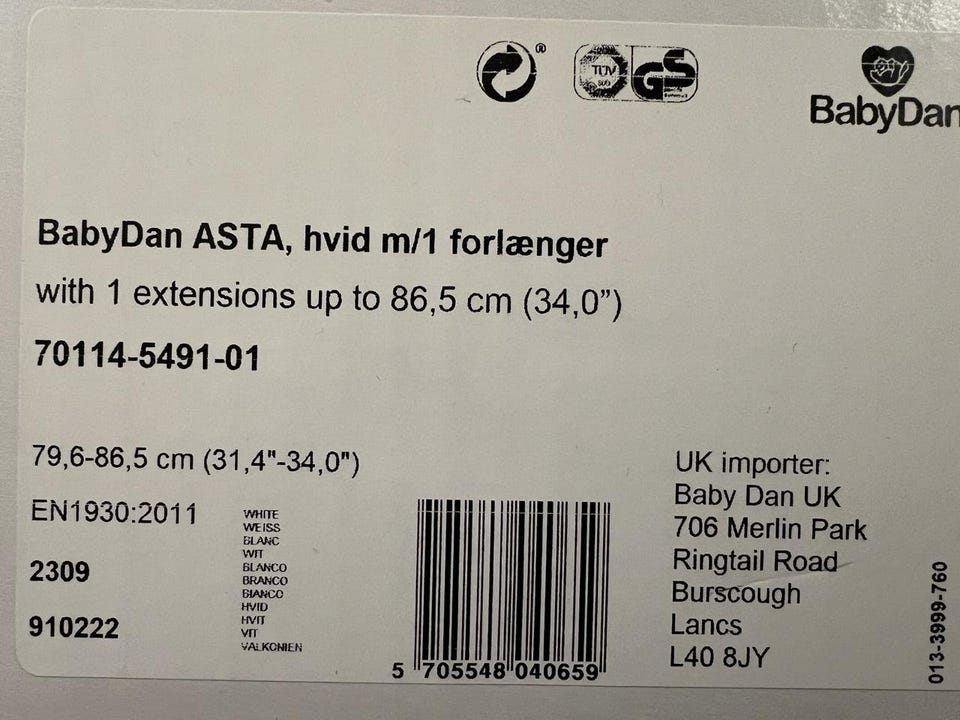 ®
TÜV
SÜD
GS
BabyDan
BabyDan ASTA, hvid m/1 forlænger
with 1 extensions up to 86,5 cm (34,0”)
70114-5491-01
79,6-86,5 cm (31,4"-34,0")
EN1930:2011
2309
910222
WHITE
WEISS
BLANC
WIT
BLANCO
BRANCO
BIANCO
HVID
HVIT
VIT
VALKOINEN
5 705548 040659
UK importer:
Baby Dan UK
706 Merlin Park
Ringtail Road
Burscough
Lancs
L40 8JY
013-3999-760